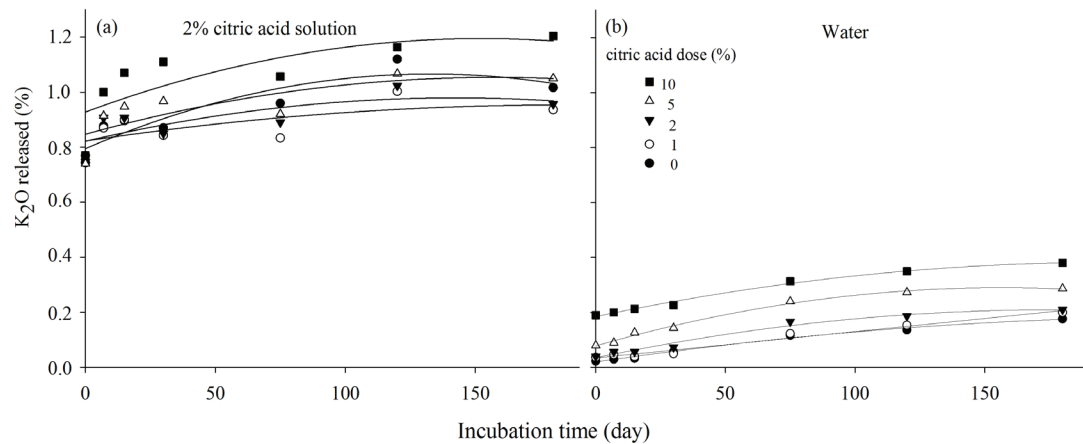 (a)
2% citric acid solution
(b)
Water
citric acid dose (%)
10
5
2
1
0
K₂O released (%)
1.2
1.0
0.8
0.6
0.4
0.2
0.0
0
50
100
150
0
50
100
150
Incubation time (day)